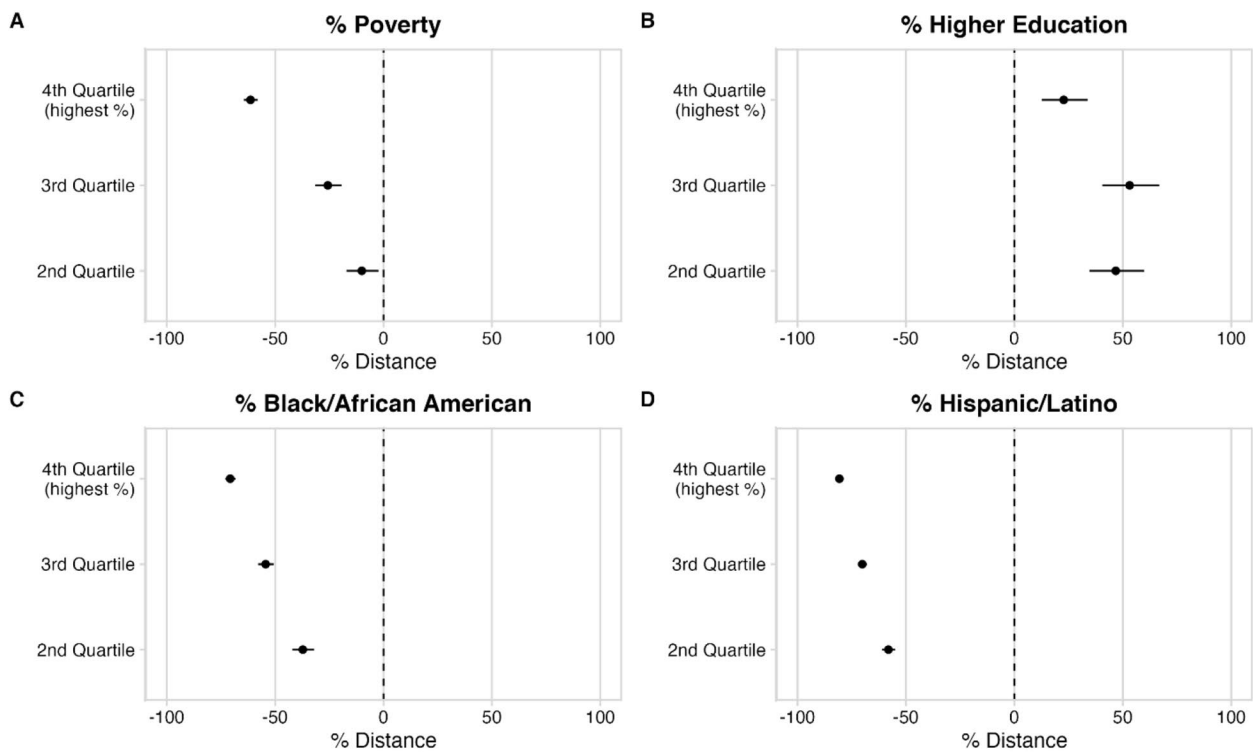 A
% Poverty
4th Quartile
(highest %)
3rd Quartile
2nd Quartile
-100 -50 0 50 100
% Distance
B
% Higher Education
4th Quartile
(highest %)
3rd Quartile
2nd Quartile
-100 -50 0 50 100
% Distance
C
% Black/African American
4th Quartile
(highest %)
3rd Quartile
2nd Quartile
-100 -50 0 50 100
% Distance
D
% Hispanic/Latino
4th Quartile
(highest %)
3rd Quartile
2nd Quartile
-100 -50 0 50 100
% Distance